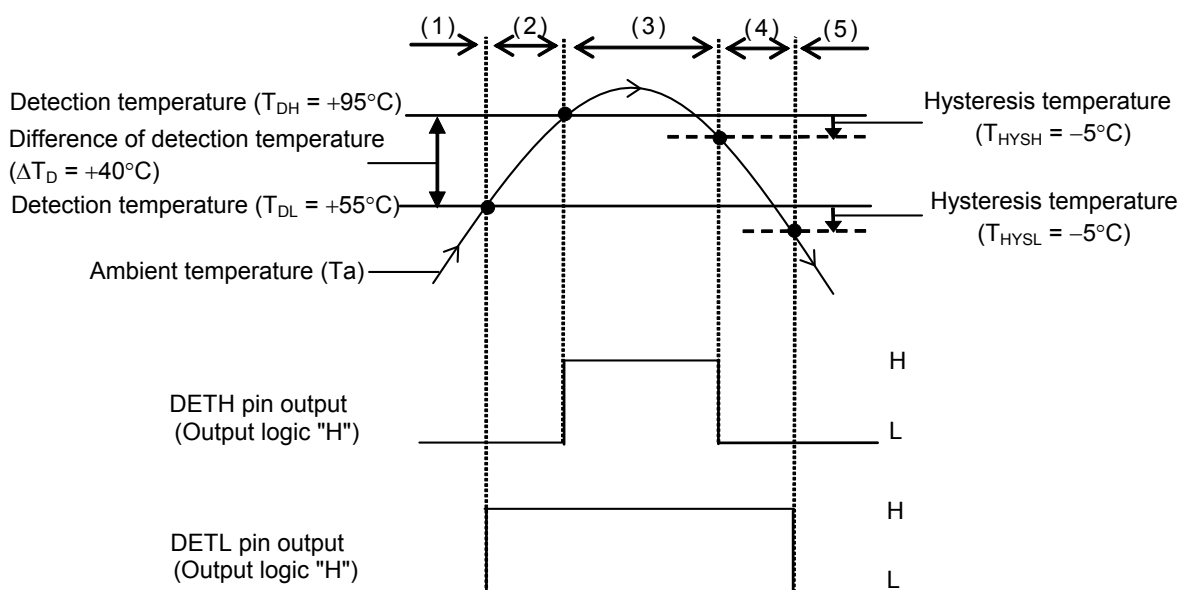 (1) (2) (3) (4) (5)
Detection temperature (TDH = +95°C)
Difference of detection temperature
(ΔTD = +40°C)
Detection temperature (TDL = +55°C)
Ambient temperature (Ta)
Hysteresis temperature
(THYSH = −5°C)
Hysteresis temperature
(THYSL = −5°C)
DETH pin output
(Output logic "H")
H
L
DETL pin output
(Output logic "H")
H
L